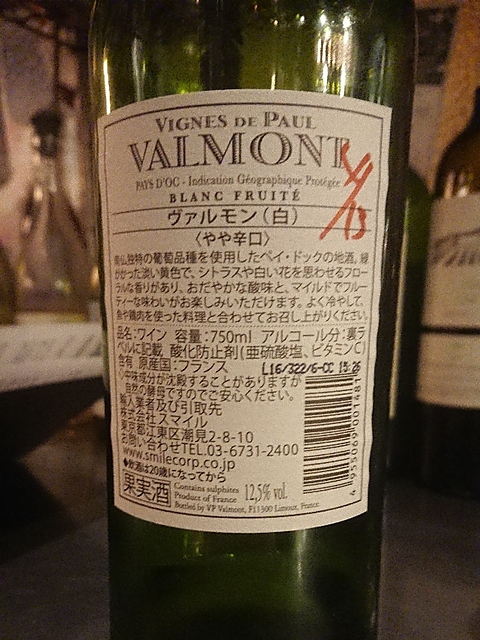 VIGNES DE PAUL
VALMONT
PAYS D'OC - Indication Géographique Protégée
BLANC FRUITÉ
ヴァルモン(白)
〈やや辛口〉
南仏独特の葡萄品種を使用したペイ・ドックの地酒。緑
がかった淡い黄色で、シトラスや白い花を思わせるフロー
ラルな香りがあり、おだやかな酸味と、マイルドでフルー
ティーな味わいがお楽しみいただけます。よく冷やして、
魚や鶏肉を使った料理と合わせてお召し上がりください。
品名:ワイン 容量:750ml アルコール分:裏ラ
ベルに記載 酸化防止剤(亜硫酸塩、ビタミンC)
含有 原産国:フランス
L16/322/6-CC 15:26
◇中味成分が沈殿することがありますが
自然の酵母ですのでご安心ください。
輸入業者及び引取先
株式会社スマイル
東京都江東区潮見2-8-10
お問い合わせTEL.03-6731-2400
www.smilecorp.co.jp
◆飲酒は20歳になってから
果実酒
Contains sulphites
Product of France
12,5% vol.
Bottled by VP Valmont, F11300 Limoux, France
4 955069 001481